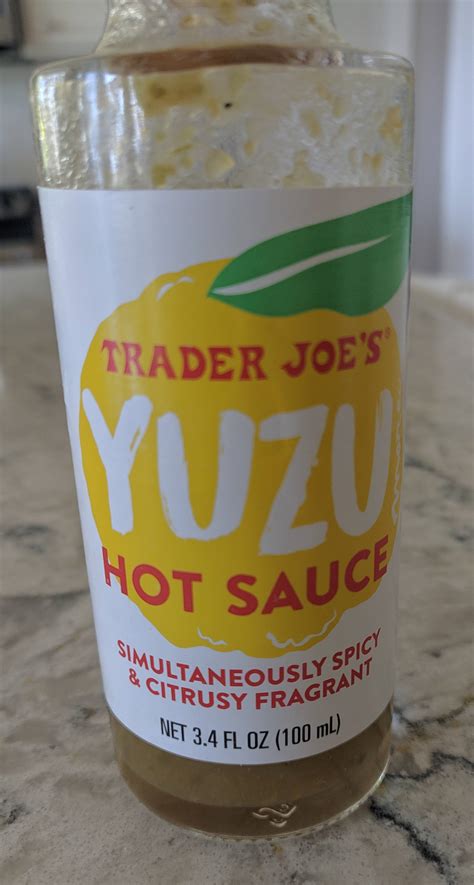 TRADER JOE'S®
YUZU
HOT SAUCE
SIMULTANEOUSLY SPICY
& CITRUSY FRAGRANT
NET 3.4 FL OZ (100 mL)